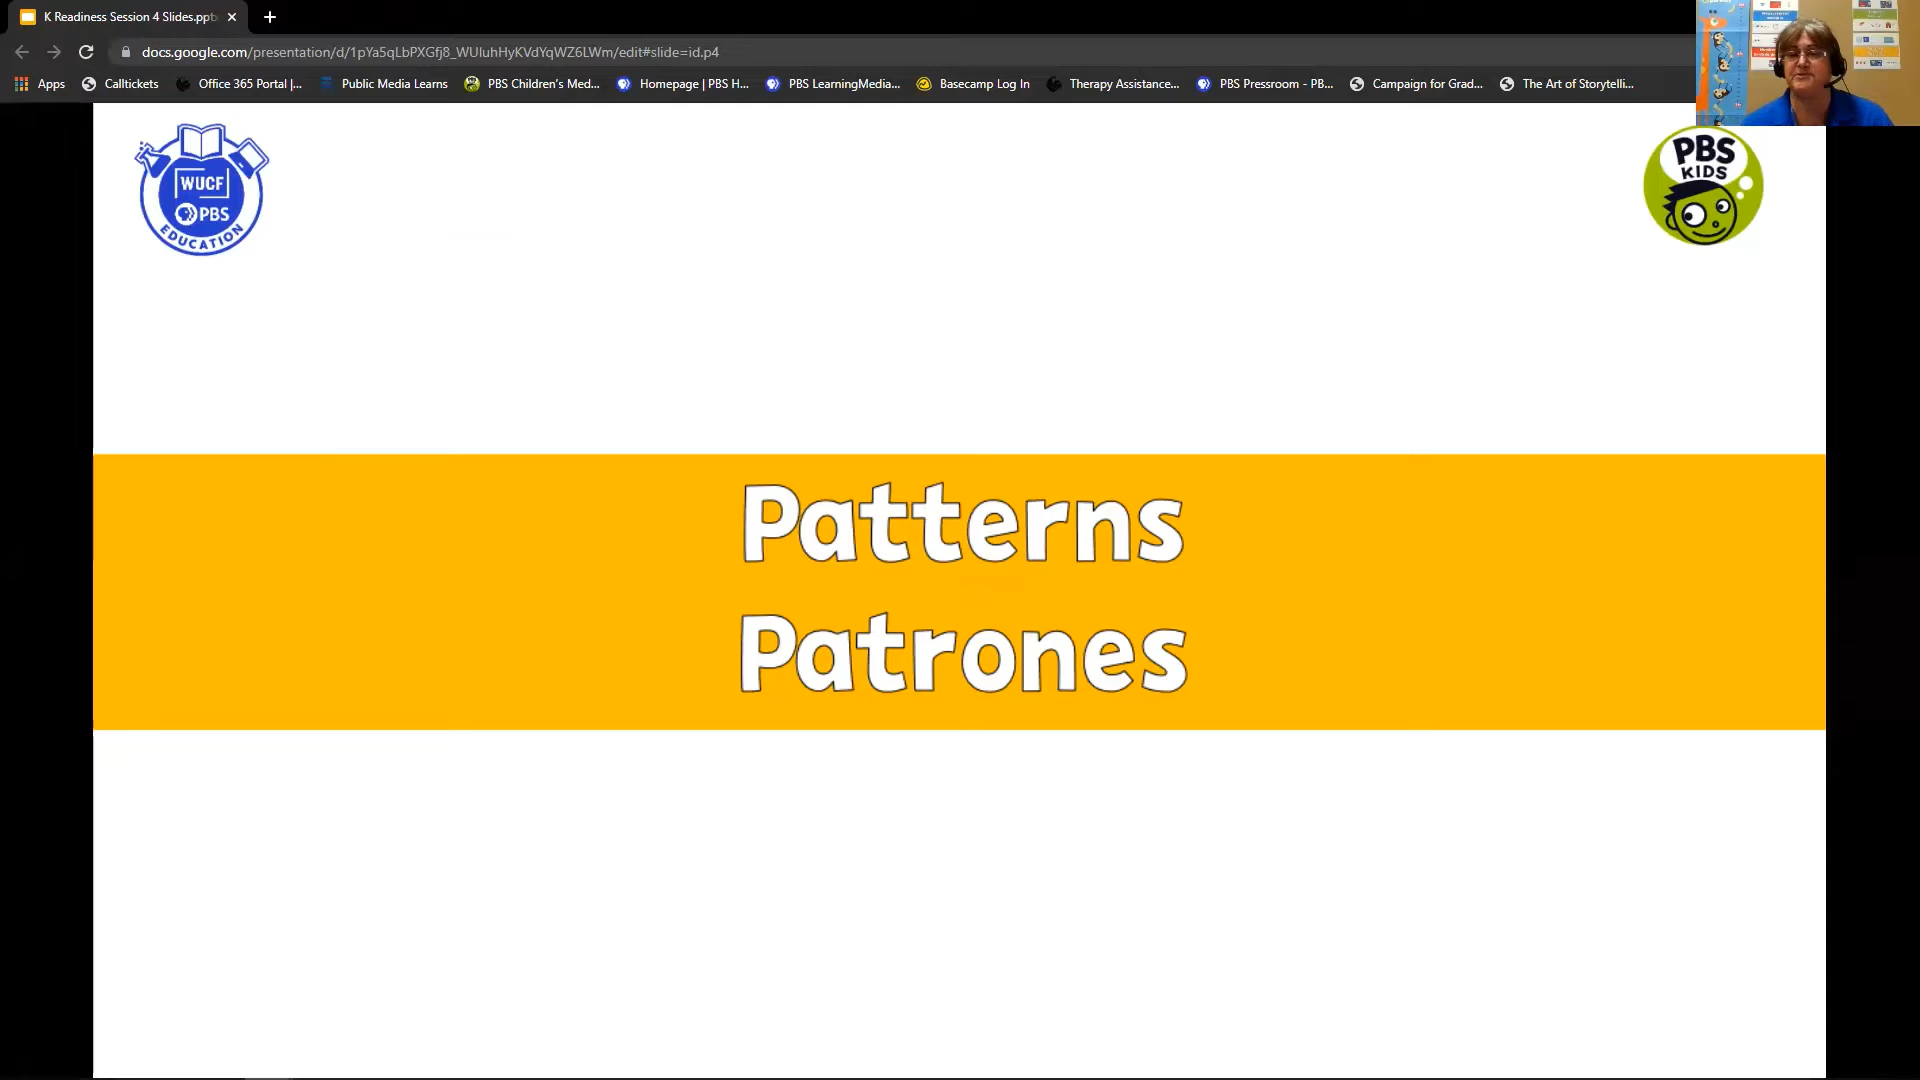 K Readiness Session 4 Slides.ppt
docs.google.com/presentation/d/1pYa5qLbPXGfj8_WUluhHyKVdYqWZ6LWm/edit#slide=id.p4
Apps
Calltickets
Office 365 Portal |...
Public Media Learns
PBS Children's Med...
Homepage | PBS H...
PBS LearningMedia...
Basecamp Log In
Therapy Assistance...
PBS Pressroom - PB...
Campaign for Grad...
The Art of Storytelli...
WUCF
PBS
EDUCATION
PBS
KIDS
Patterns
Patrones